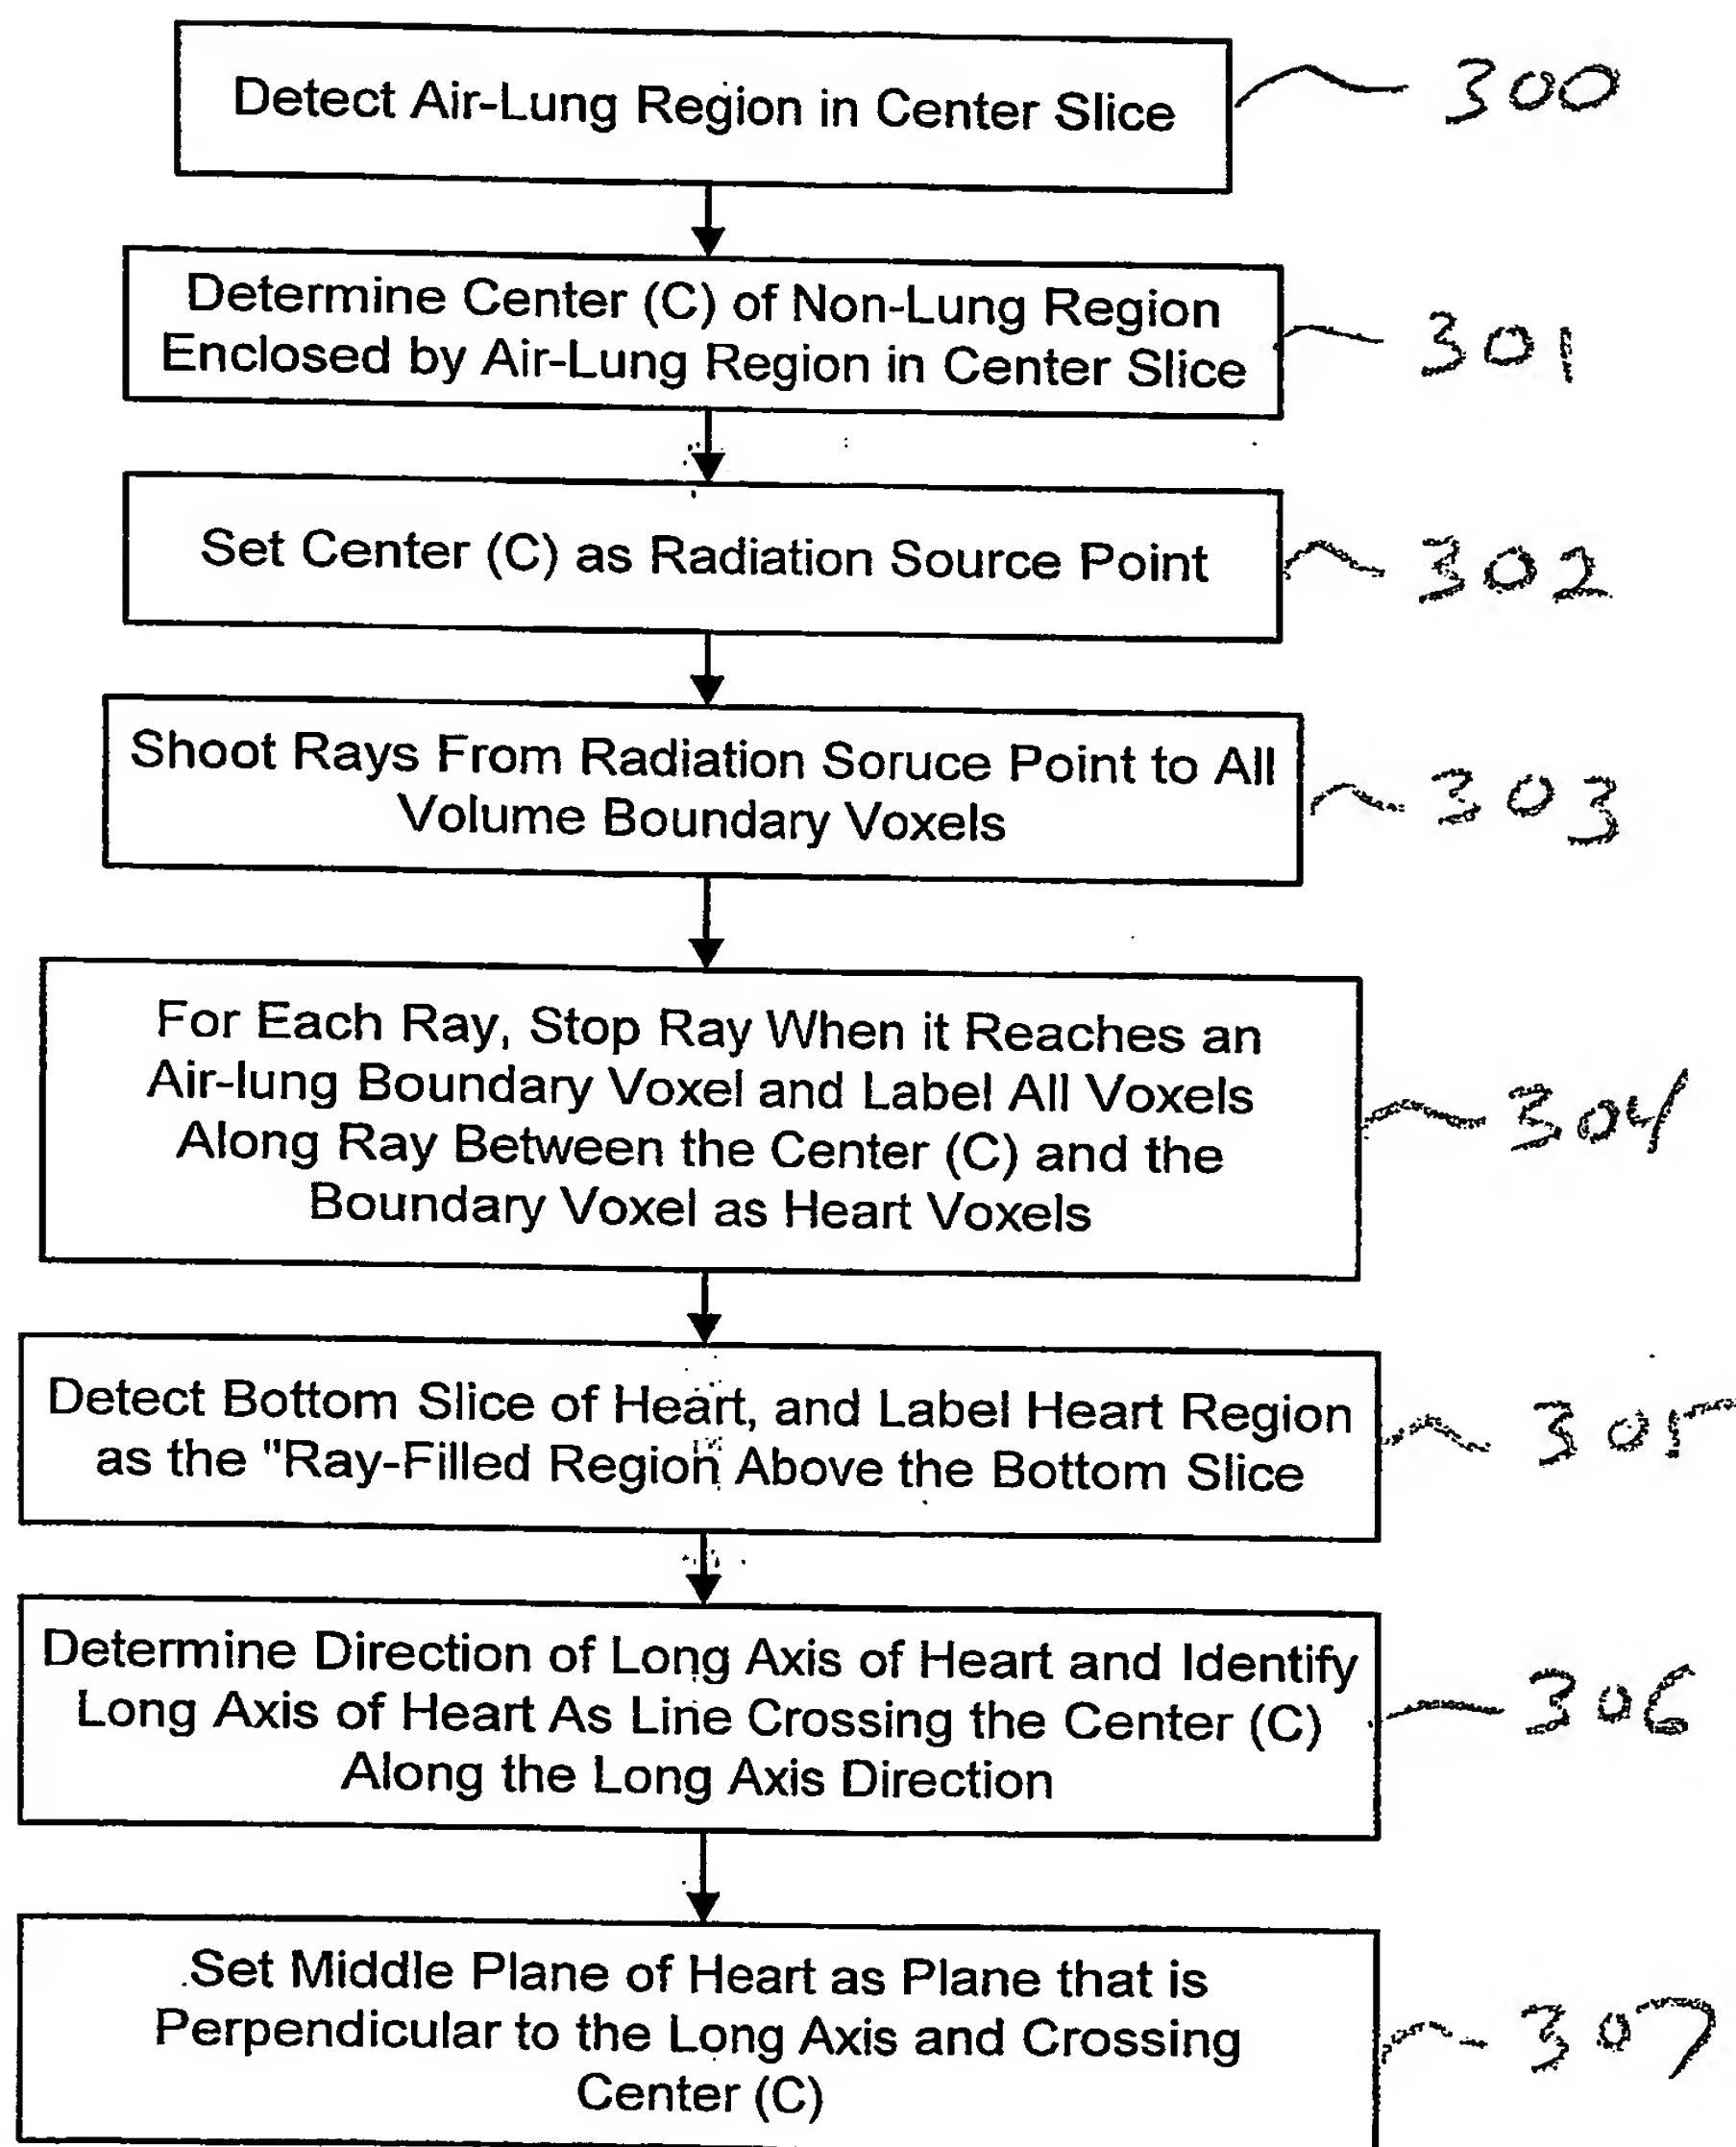 Detect Air-Lung Region in Center Slice
300
Determine Center (C) of Non-Lung Region
Enclosed by Air-Lung Region in Center Slice
301
Set Center (C) as Radiation Source Point
302
Shoot Rays From Radiation Soruce Point to All
Volume Boundary Voxels
303
For Each Ray, Stop Ray When it Reaches an
Air-lung Boundary Voxel and Label All Voxels
Along Ray Between the Center (C) and the
Boundary Voxel as Heart Voxels
304
Detect Bottom Slice of Heart, and Label Heart Region
as the "Ray-Filled Region" Above the Bottom Slice
305
Determine Direction of Long Axis of Heart and Identify
Long Axis of Heart As Line Crossing the Center (C)
Along the Long Axis Direction
306
Set Middle Plane of Heart as Plane that is
Perpendicular to the Long Axis and Crossing
Center (C)
307